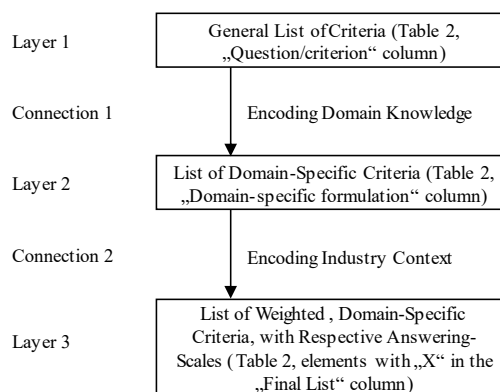 Layer 1
General List of Criteria (Table 2,
„Question/criterion“ column)
Connection 1
Encoding Domain Knowledge
Layer 2
List of Domain-Specific Criteria (Table 2,
„Domain-specific formulation“ column)
Connection 2
Encoding Industry Context
Layer 3
List of Weighted , Domain-Specific
Criteria, with Respective Answering-
Scales (Table 2, elements with „X“ in the
„Final List“ column)